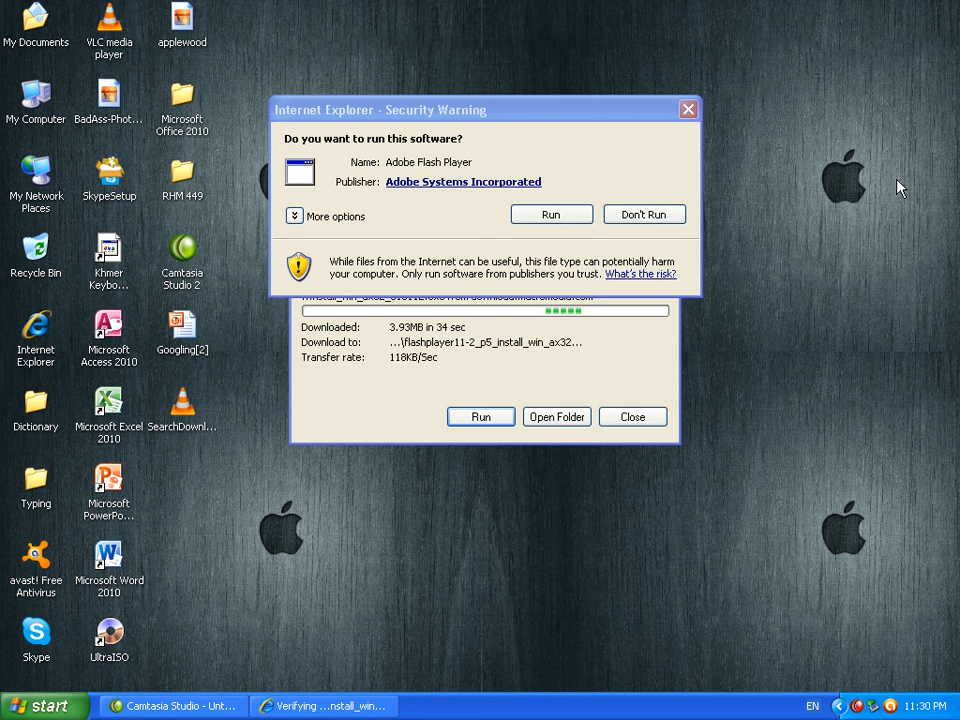 My Documents
VLC media
player
applewood
My Computer
BadAss-Phot...
Microsoft
Office 2010
My Network
Places
SkypeSetup
RHM 449
Recycle Bin
Khmer
Keybo...
Camtasia
Studio 2
Internet
Explorer
Microsoft
Access 2010
Googling[2]
Dictionary
Microsoft Excel
2010
SearchDownl...
Typing
Microsoft
PowerPo...
avast! Free
Antivirus
Microsoft Word
2010
Skype
UltraISO
Internet Explorer - Security Warning
Do you want to run this software?
Name: Adobe Flash Player
Publisher: Adobe Systems Incorporated
More options
Run
Don't Run
While files from the Internet can be useful, this file type can potentially harm
your computer. Only run software from publishers you trust. What's the risk?
Downloaded: 3.93MB in 34 sec
Download to: ...\flashplayer11-2_p5_install_win_ax32...
Transfer rate: 118KB/Sec
Run
Open Folder
Close
start
Camtasia Studio - Unt...
Verifying ...nstall_win...
EN
11:30 PM